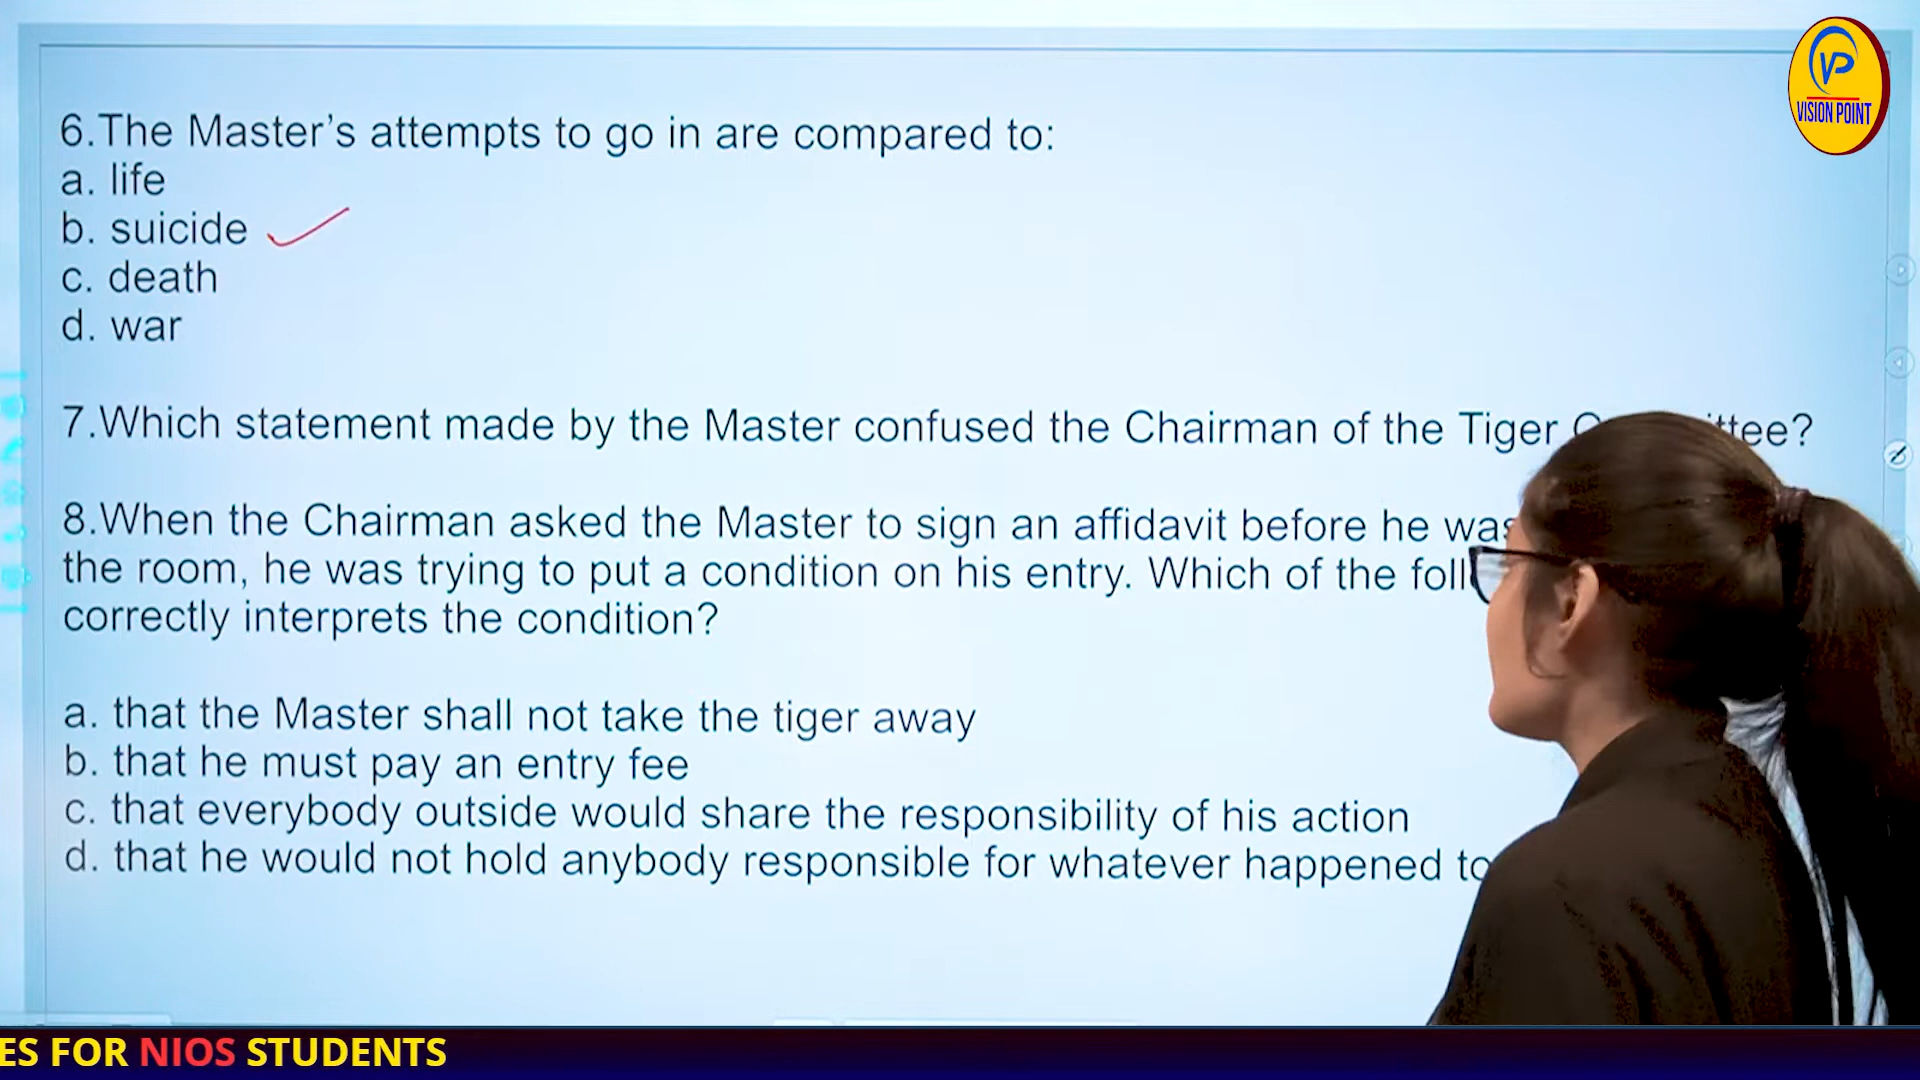 VP
VISION POINT
6.The Master's attempts to go in are compared to:
a. life
b. suicide
c. death
d. war
7.Which statement made by the Master confused the Chairman of the Tiger
8.When the Chairman asked the Master to sign an affidavit before he was
the room, he was trying to put a condition on his entry. Which of the
correctly interprets the condition?
a. that the Master shall not take the tiger away
b. that he must pay an entry fee
c. that everybody outside would share the responsibility of his action
d. that he would not hold anybody responsible for whatever happened to
ES FOR NIOS STUDENTS